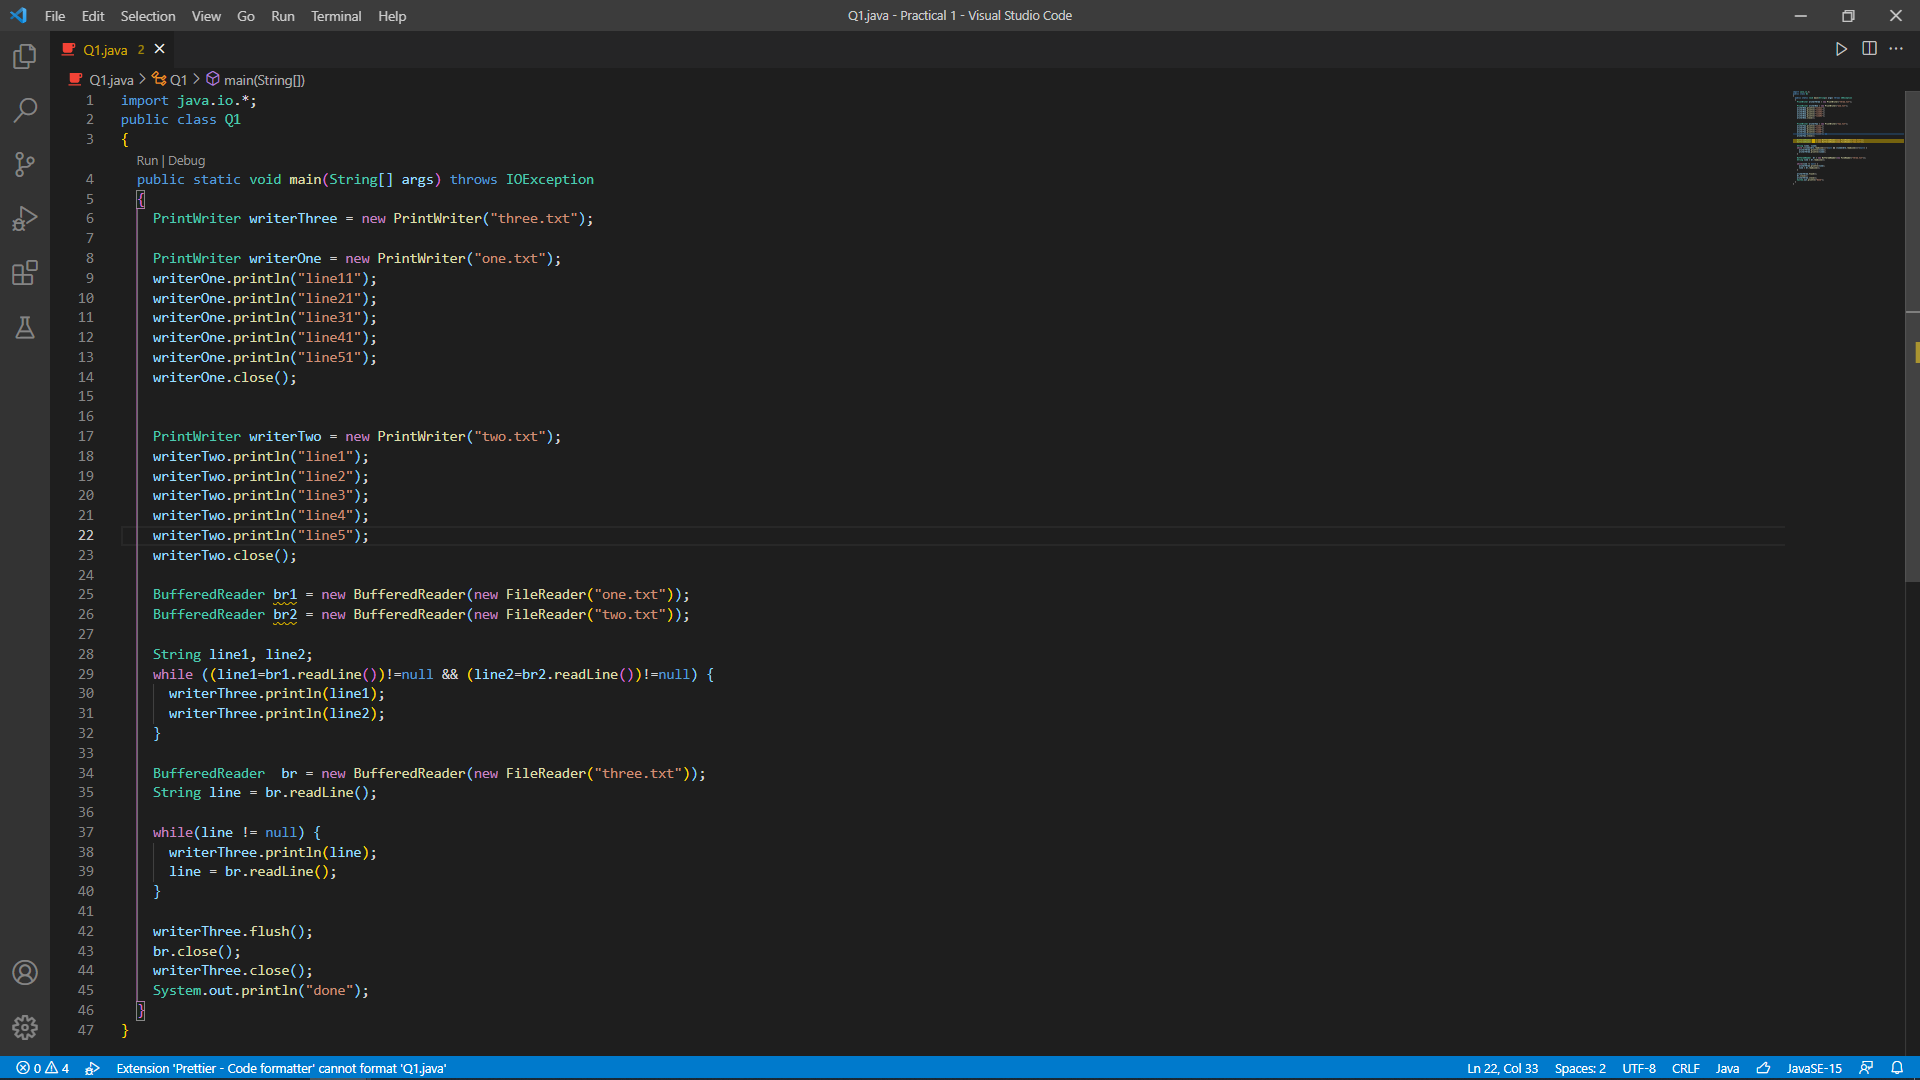 File Edit Selection View Go Run Terminal Help
Q1.java - Practical 1 - Visual Studio Code
Q1.java 2
Q1.java > Q1 > main(String[])
1 import java.io.*;
2 public class Q1
3 {
Run | Debug
4 public static void main(String[] args) throws IOException
5 {
6 PrintWriter writerThree = new PrintWriter("three.txt");
7
8 PrintWriter writerOne = new PrintWriter("one.txt");
9 writerOne.println("line11");
10 writerOne.println("line21");
11 writerOne.println("line31");
12 writerOne.println("line41");
13 writerOne.println("line51");
14 writerOne.close();
15
16
17 PrintWriter writerTwo = new PrintWriter("two.txt");
18 writerTwo.println("line1");
19 writerTwo.println("line2");
20 writerTwo.println("line3");
21 writerTwo.println("line4");
22 writerTwo.println("line5");
23 writerTwo.close();
24
25 BufferedReader br1 = new BufferedReader(new FileReader("one.txt"));
26 BufferedReader br2 = new BufferedReader(new FileReader("two.txt"));
27
28 String line1, line2;
29 while ((line1=br1.readLine())!=null && (line2=br2.readLine())!=null) {
30 writerThree.println(line1);
31 writerThree.println(line2);
32 }
33
34 BufferedReader  br = new BufferedReader(new FileReader("three.txt"));
35 String line = br.readLine();
36
37 while(line != null) {
38 writerThree.println(line);
39 line = br.readLine();
40 }
41
42 writerThree.flush();
43 br.close();
44 writerThree.close();
45 System.out.println("done");
46 }
47 }
0 4 Extension 'Prettier - Code formatter' cannot format 'Q1.java' Ln 22, Col 33 Spaces: 2 UTF-8 CRLF Java JavaSE-15